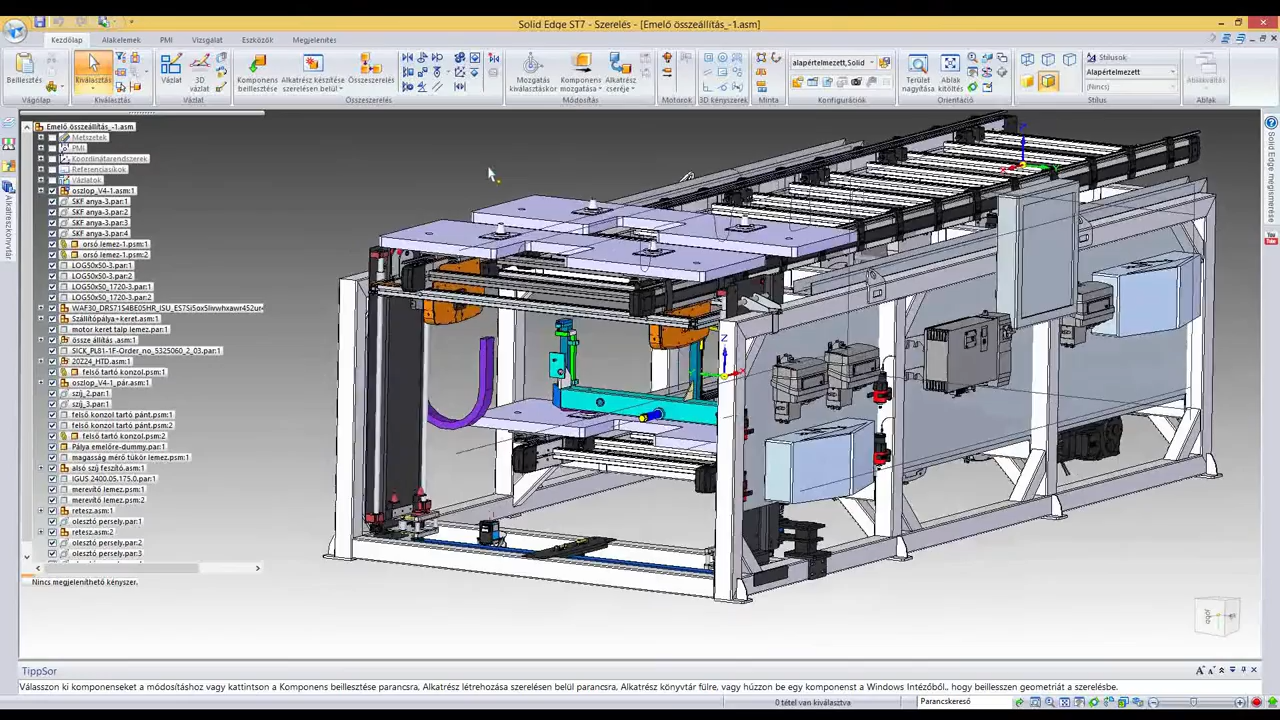 Solid Edge ST7 - Szerelés - [Emelő összeállítás_-1.asm]
Kezdőlap Alakelemek PMI Vizsgálat Eszközök Megjelenítés
Beillesztés
Kiválasztás
Vázlat
3D vázlat
Komponens beillesztése
Alkatrész készítése szerelésen belül
Összeszerelés
Mozgatás kiválasztáskor
Komponens mozgatása
Alkatrész cseréje
alapértelmezett,Solid
Terület nagyítása
Ablak kitöltés
Stílusok
Alapértelmezett
(Nincs)
Ablakváltás
Vágólap Kiválasztás Vázlat Összeszerelés Módosítás Motorok 3D kényszerek Minta Konfigurációk Orientáció Stílus Ablak
Emelő összeállítás_-1.asm
Metszetek
PMI
Koordinátarendszerek
Referenciasíkok
Vázlatok
oszlop_V4-1.asm:1
SKF anya-3.par:1
SKF anya-3.par:2
SKF anya-3.par:3
SKF anya-3.par:4
orsó lemez-1.psm:1
orsó lemez-1.psm:2
LOG50x50-3.par:1
LOG50x50-3.par:2
LOG50x50_1720-3.par:1
LOG50x50_1720-3.par:2
Szállítópálya+keret.asm:1
motor keret talp lemez.par:1
össze állítás .asm:1
SICK_PL81-1F-Order_no_5325060_2_03.par:1
20Z24_HTD.asm:1
felső tartó konzol.psm:1
oszlop_V4-1_pár.asm:1
szíj_2.par:1
szíj_3.par:1
felső konzol tartó pánt.psm:1
felső konzol tartó pánt.psm:2
felső tartó konzol.psm:2
Pálya emelőre-dummy.par:1
magasság mérő tükör lemez.psm:1
alsó szíj feszítő.asm:1
IGUS 2400.05.175.0.par:1
merevítő lemez.psm:1
merevítő lemez.psm:2
retesz.asm:1
olesztó persely.par:1
retesz.asm:2
olesztó persely.par:2
olesztó persely.par:3
Nincs megjeleníthető kényszer.
Alkatrészkönyvtár
Solid Edge megismerése
You Tube
Z
TippSor
Válasszon ki komponenseket a módosításhoz vagy kattintson a Komponens beillesztése parancsra, Alkatrész létrehozása szerelésen belül parancsra, Alkatrész könyvtár fülre, vagy húzzon be egy komponenst a Windows Intézőből., hogy beillesszen geometriát a szerelésbe.
0 tétel van kiválasztva
Parancskereső